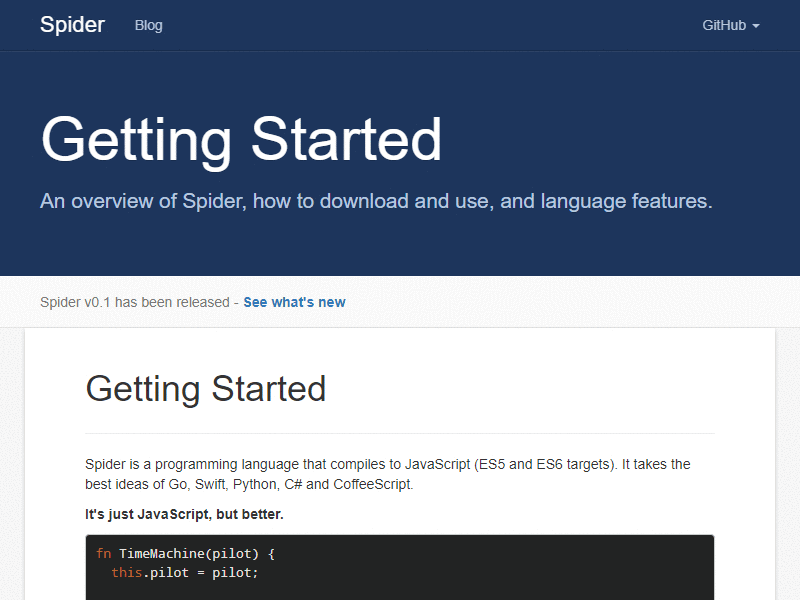 Spider Blog GitHub
Getting Started
An overview of Spider, how to download and use, and language features.
Spider v0.1 has been released - See what's new
Getting Started
Spider is a programming language that compiles to JavaScript (ES5 and ES6 targets). It takes the
best ideas of Go, Swift, Python, C# and CoffeeScript.
It's just JavaScript, but better.
fn TimeMachine(pilot) {
  this.pilot = pilot;